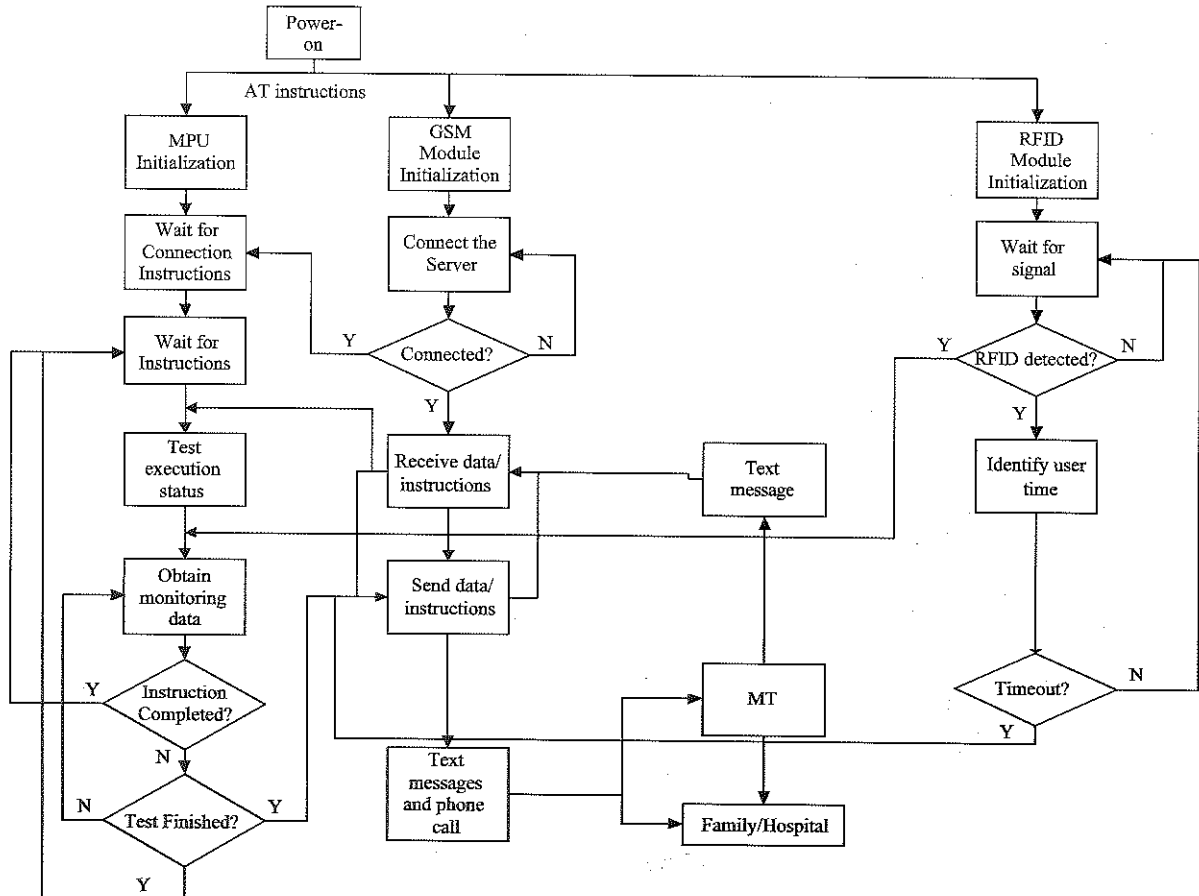 Power-
on
AT instructions
MPU
Initialization
GSM
Module
Initialization
RFID
Module
Initialization
Wait for
Connection
Instructions
Connect the
Server
Wait for
signal
Wait for
Instructions
Y
Connected?
N
Y
RFID detected?
N
Y
Y
Test
execution
status
Receive data/
instructions
Text
message
Identify user
time
Obtain
monitoring
data
Send data/
instructions
Y
Instruction
Completed?
MT
Timeout?
N
Y
N
N
Test Finished?
Y
Text
messages
and phone
call
Family/Hospital
Y